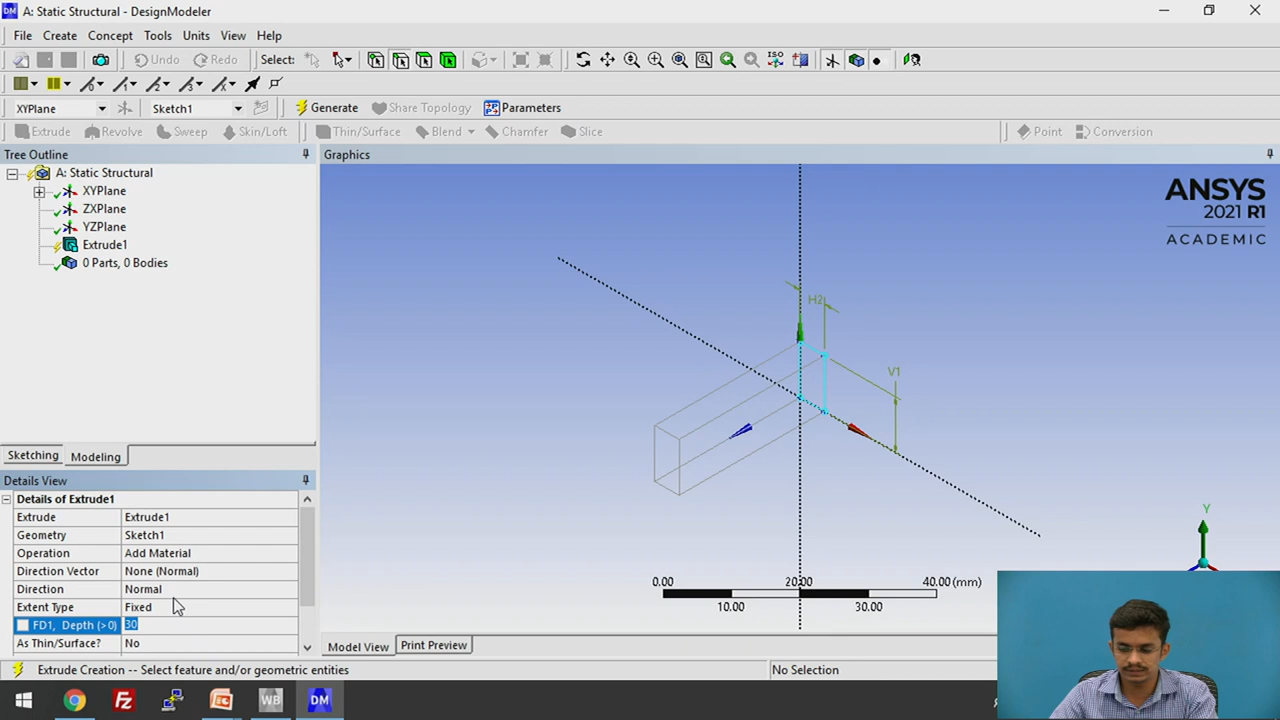 A: Static Structural - DesignModeler
File Create Concept Tools Units View Help
Undo Redo Select: ISO
XYPlane Sketch1 Generate Share Topology Parameters
Extrude Revolve Sweep Skin/Loft Thin/Surface Blend Chamfer Slice Point Conversion
Tree Outline
A: Static Structural
XYPlane
ZXPlane
YZPlane
Extrude1
0 Parts, 0 Bodies
Sketching Modeling
Details View
Details of Extrude1
Extrude Extrude1
Geometry Sketch1
Operation Add Material
Direction Vector None (Normal)
Direction Normal
Extent Type Fixed
FD1, Depth (>0) 30
As Thin/Surface? No
Graphics
ANSYS
2021 R1
ACADEMIC
H2
V1
Y
0.00 20.00 40.00 (mm)
10.00 30.00
Model View Print Preview
Extrude Creation -- Select feature and/or geometric entities
No Selection
FZ WB DM